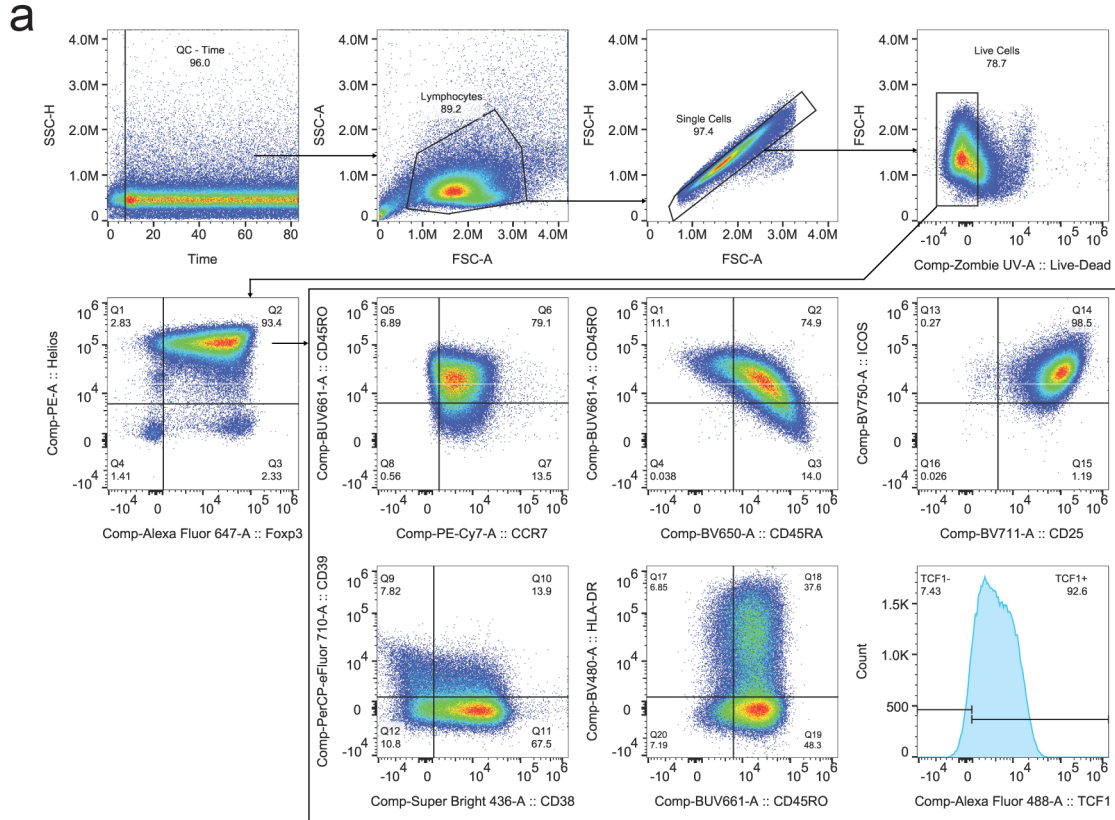 a
QC - Time
96.0
SSC-H
4.0M
3.0M
2.0M
1.0M
0
0 20 40 60 80
Time
Lymphocytes
89.2
SSC-A
4.0M
3.0M
2.0M
1.0M
0
0 1.0M 2.0M 3.0M 4.0M
FSC-A
Single Cells
97.4
FSC-H
4.0M
3.0M
2.0M
1.0M
0
1.0M 2.0M 3.0M 4.0M
FSC-A
Live Cells
78.7
FSC-H
4.0M
3.0M
2.0M
1.0M
0
-10⁴ 0 10⁴ 10⁵ 10⁶
Comp-Zombie UV-A :: Live-Dead
Q1
2.83
Q2
93.4
Comp-PE-A :: Helios
10⁶
10⁵
10⁴
0
-10⁴
Q4
1.41
Q3
2.33
-10⁴ 0 10⁴ 10⁵ 10⁶
Comp-Alexa Fluor 647-A :: Foxp3
Q5
6.89
Q6
79.1
Comp-BUV661-A :: CD45RO
10⁶
10⁵
10⁴
0
-10⁴
Q8
0.56
Q7
13.5
-10⁴ 0 10⁴ 10⁵ 10⁶
Comp-PE-Cy7-A :: CCR7
Q1
11.1
Q2
74.9
Comp-BUV661-A :: CD45RO
10⁶
10⁵
10⁴
0
-10⁴
Q4
0.038
Q3
14.0
-10⁴ 0 10⁴ 10⁵ 10⁶
Comp-BV650-A :: CD45RA
Q13
0.27
Q14
98.5
Comp-BV750-A :: ICOS
10⁶
10⁵
10⁴
0
-10⁴
Q16
0.026
Q15
1.19
-10⁴ 0 10⁴ 10⁵ 10⁶
Comp-BV711-A :: CD25
Q9
7.82
Q10
13.9
Comp-PerCP-eFluor 710-A :: CD39
10⁶
10⁵
10⁴
0
-10⁴
Q12
10.8
Q11
67.5
-10⁴ 0 10⁴ 10⁵ 10⁶
Comp-Super Bright 436-A :: CD38
Q17
6.85
Q18
37.6
Comp-BV480-A :: HLA-DR
10⁶
10⁵
10⁴
0
-10⁴
Q20
7.19
Q19
48.3
-10⁴ 0 10⁴ 10⁵ 10⁶
Comp-BUV661-A :: CD45RO
TCF1-
7.43
TCF1+
92.6
Count
1.5K
1.0K
500
0
-10⁴ 0 10⁴ 10⁵ 10⁶
Comp-Alexa Fluor 488-A :: TCF1